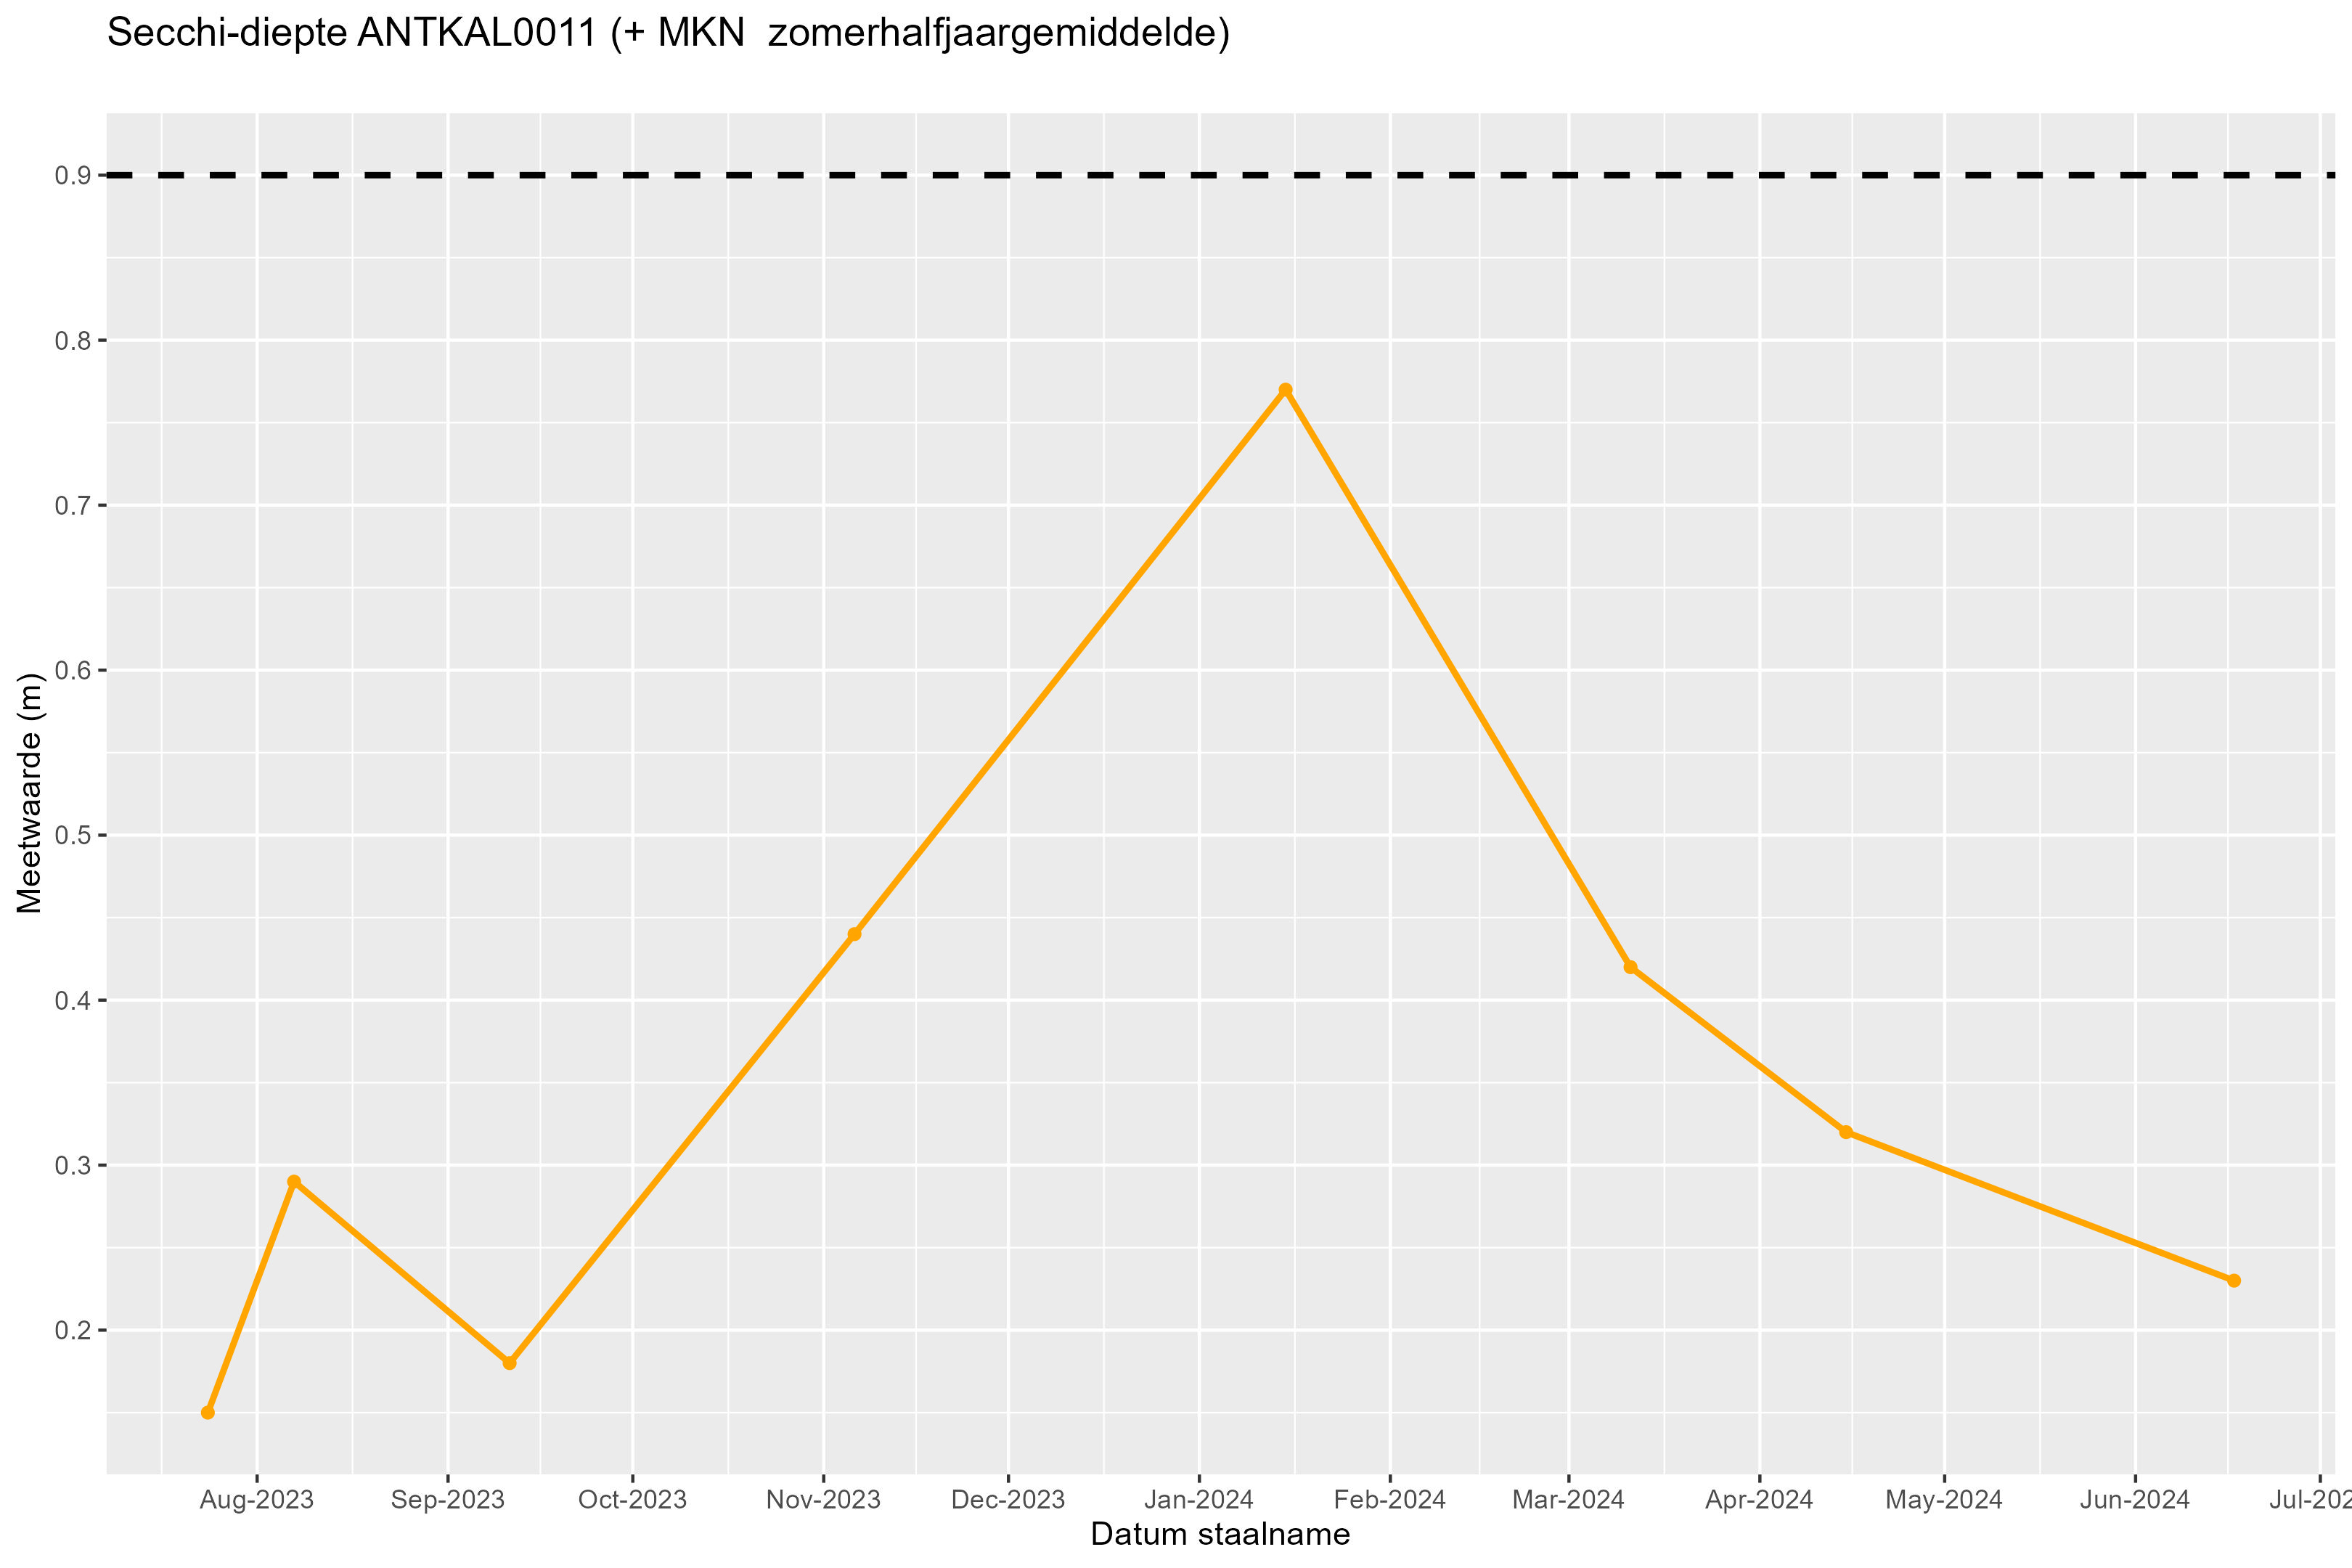 Secchi-diepte ANTKAL0011 (+ MKN  zomerhalfjaargemiddelde)
Meetwaarde (m)
0.9
0.8
0.7
0.6
0.5
0.4
0.3
0.2
Aug-2023 Sep-2023 Oct-2023 Nov-2023 Dec-2023 Jan-2024 Feb-2024 Mar-2024 Apr-2024 May-2024 Jun-2024 Jul-202
Datum staalname